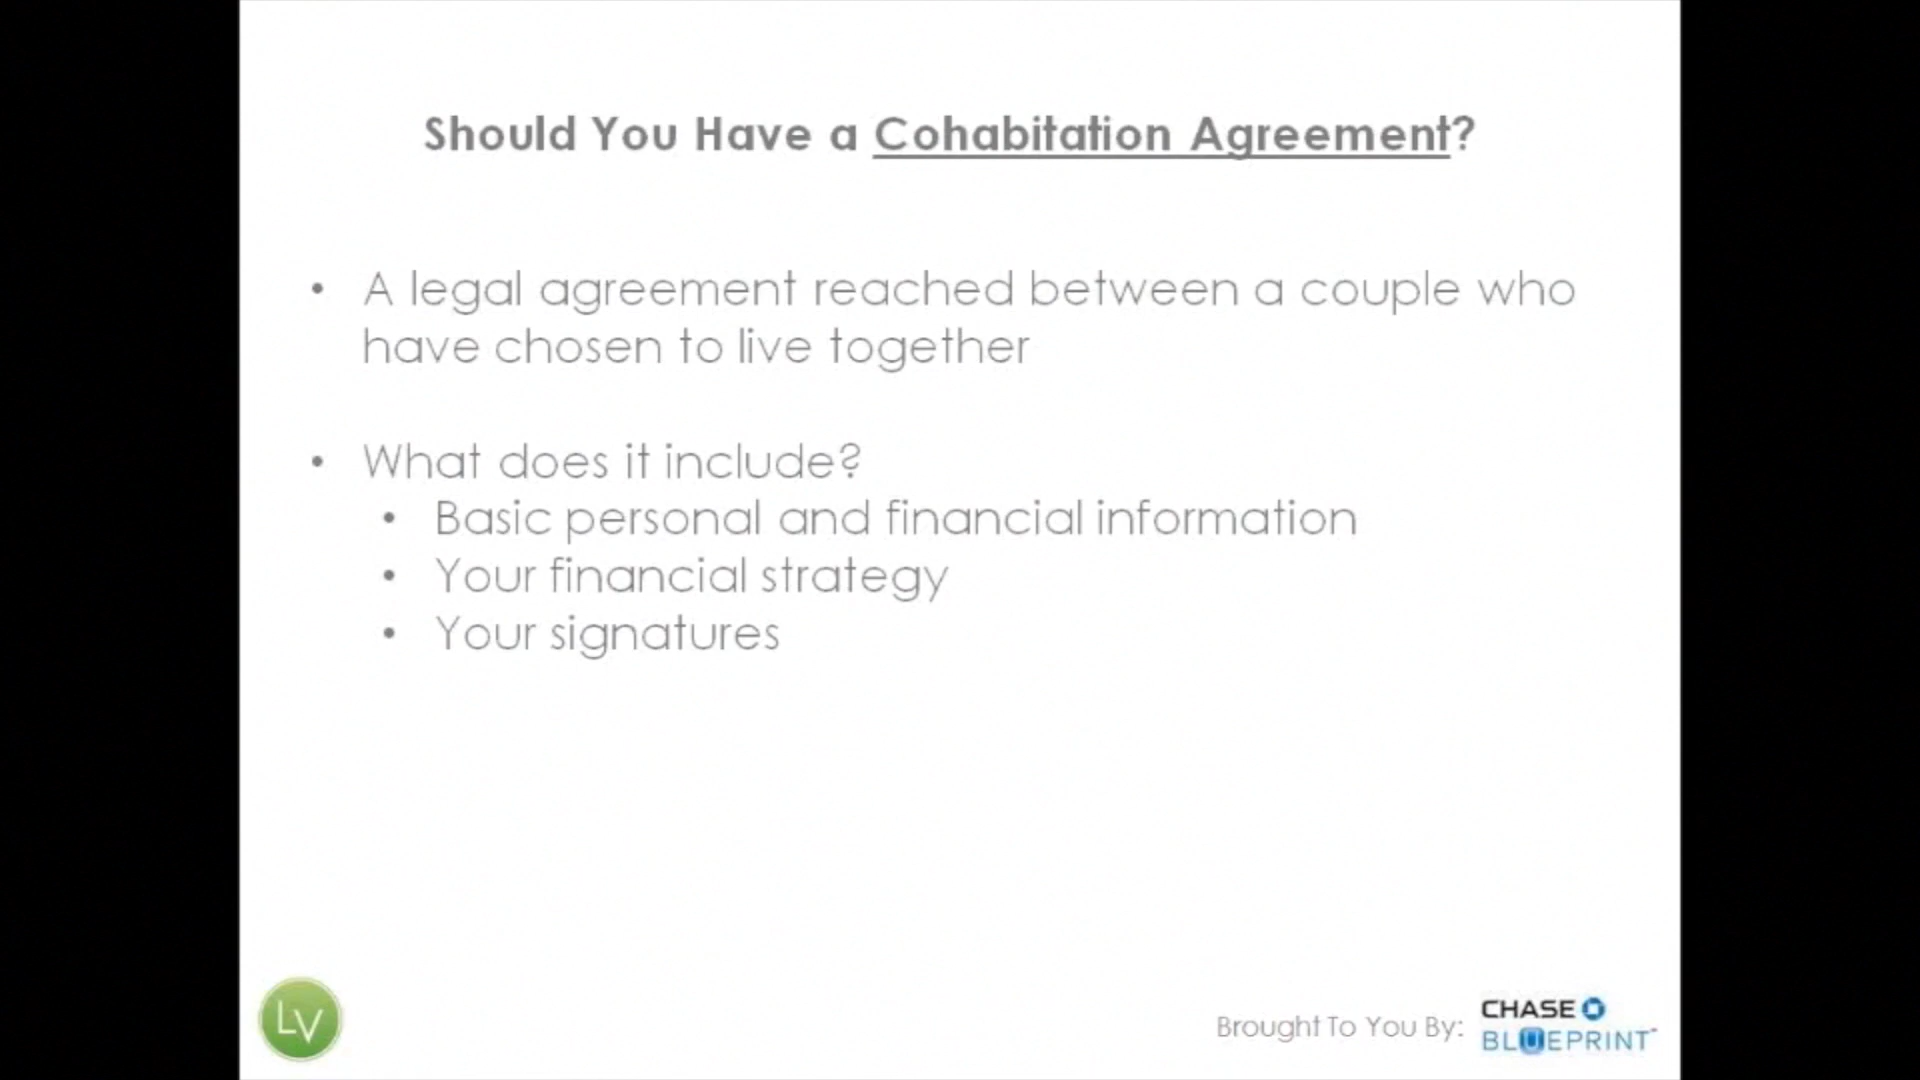 Should You Have a Cohabitation Agreement?
• A legal agreement reached between a couple who
have chosen to live together
• What does it include?
• Basic personal and financial information
• Your financial strategy
• Your signatures
LV
Brought To You By:
CHASE
BLUEPRINT